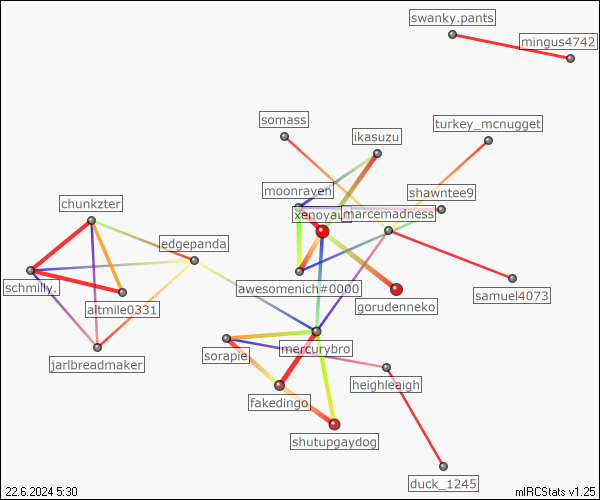 swanky.pants
mingus4742
somass
turkey_mcnugget
ikasuzu
moonraven
shawntee9
chunkzter
xenoyaun
marcemadness
edgepanda
schmilly.
awesomenich#0000
samuel4073
altmile0331
gorudenneko
sorapie
mercurybro
jarlbreadmaker
heighleaigh
fakedingo
shutupgaydog
duck_1245
22.6.2024 5:30
mIRCStats v1.25